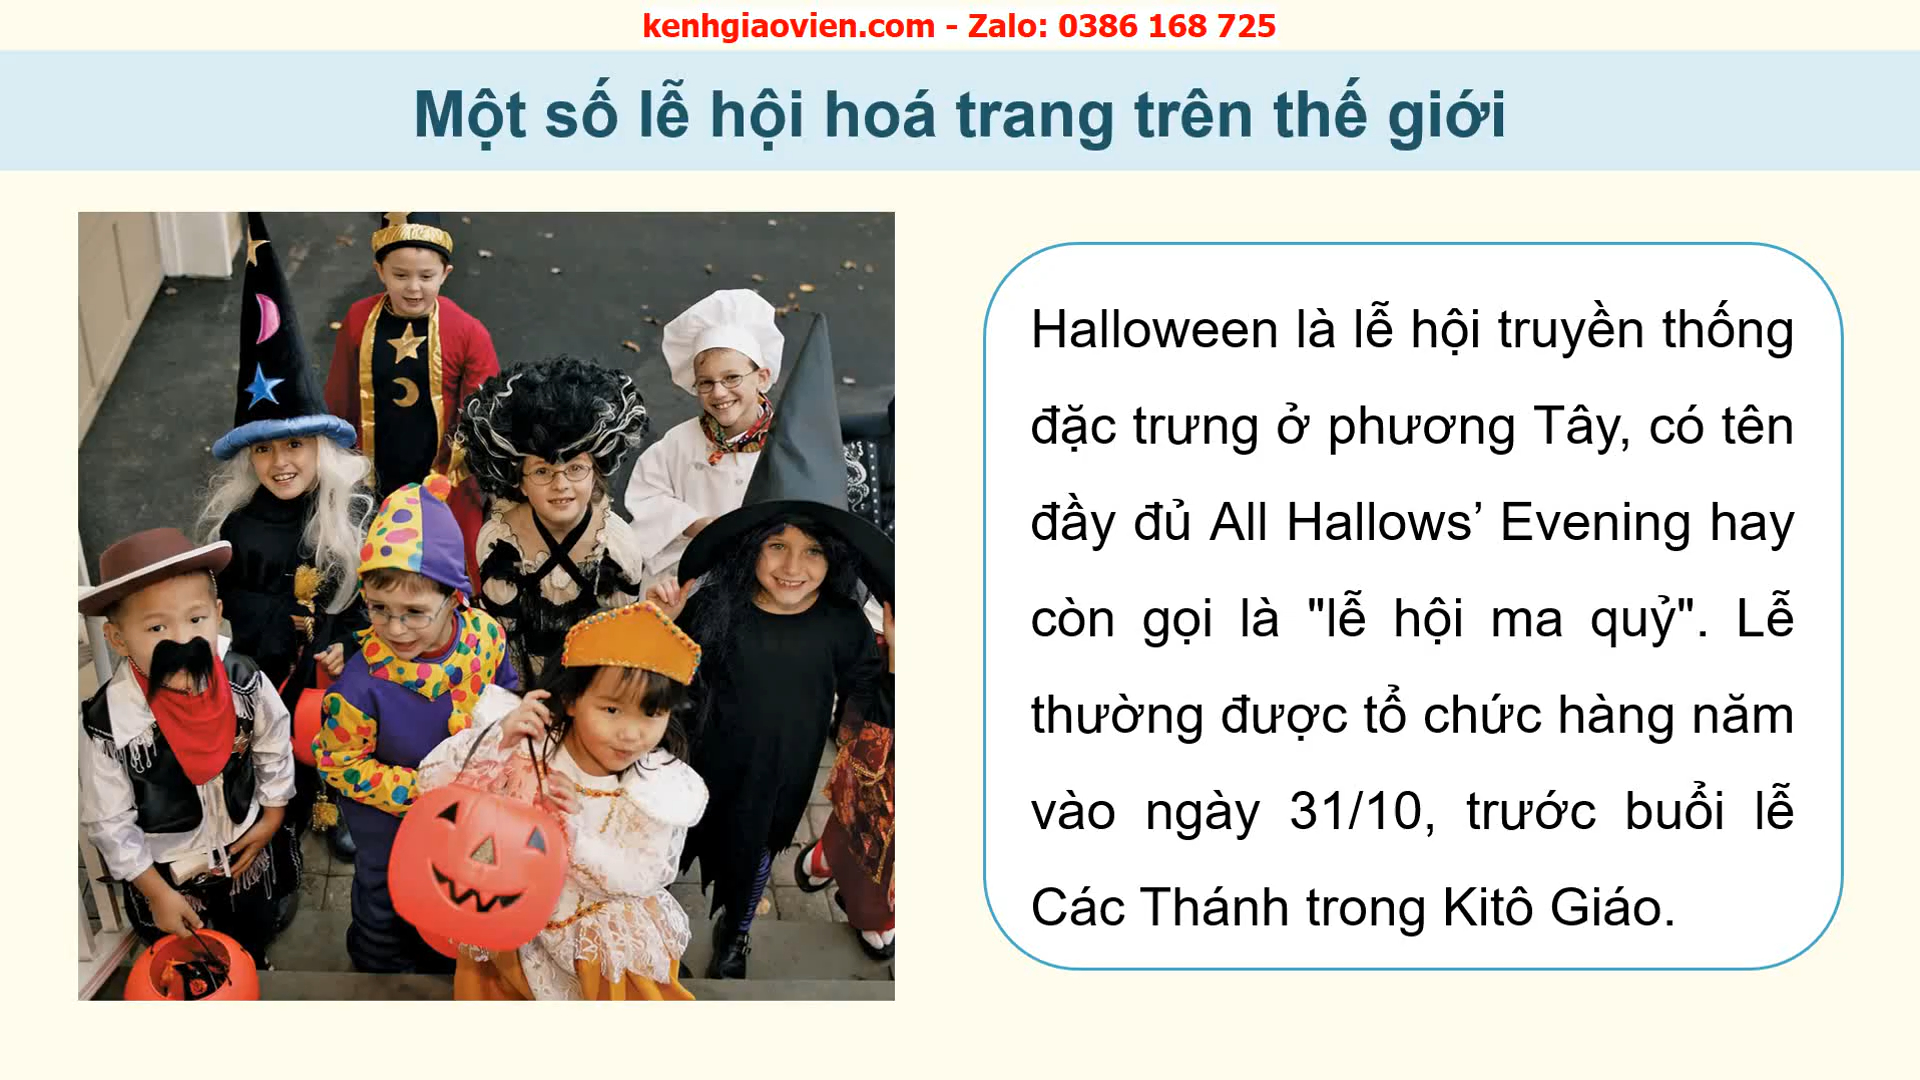 kenhgiaovien.com - Zalo: 0386 168 725
Một số lễ hội hoá trang trên thế giới
Halloween là lễ hội truyền thống
đặc trưng ở phương Tây, có tên
đầy đủ All Hallows’ Evening hay
còn gọi là "lễ hội ma quỷ". Lễ
thường được tổ chức hàng năm
vào ngày 31/10, trước buổi lễ
Các Thánh trong Kitô Giáo.